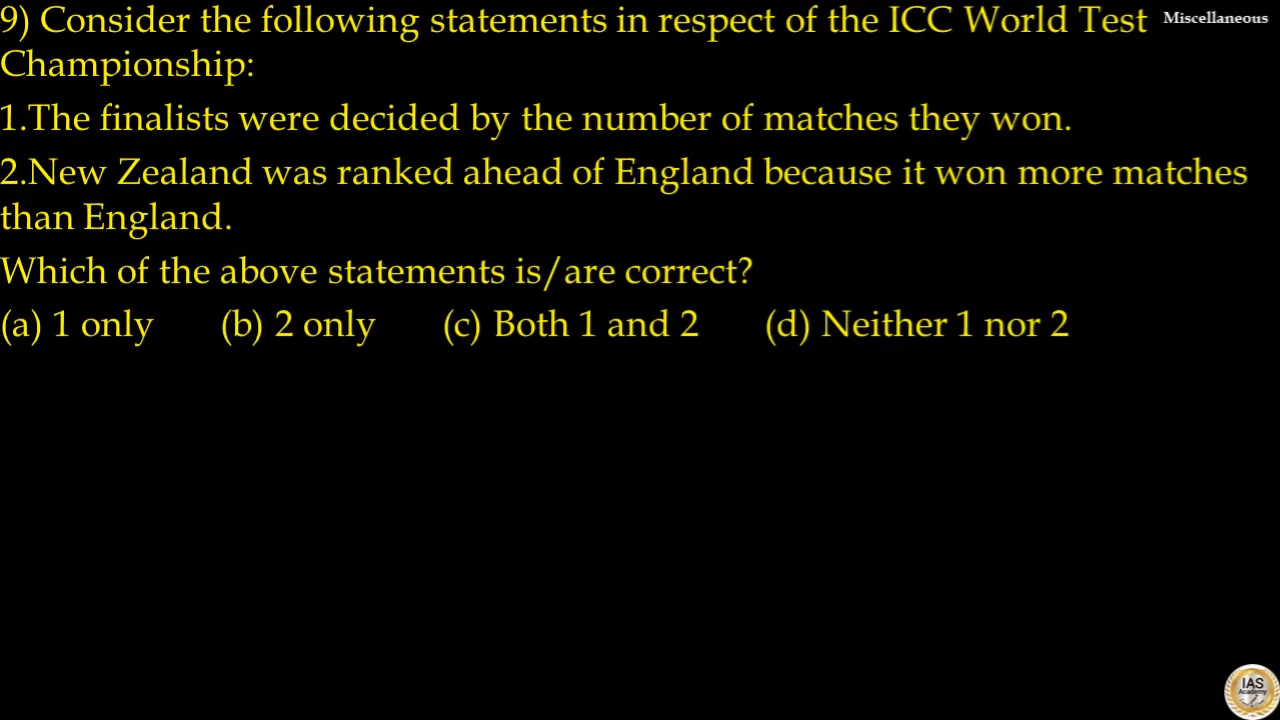 9) Consider the following statements in respect of the ICC World Test
Miscellaneous
Championship:
1.The finalists were decided by the number of matches they won.
2.New Zealand was ranked ahead of England because it won more matches
than England.
Which of the above statements is/are correct?
(a) 1 only (b) 2 only (c) Both 1 and 2 (d) Neither 1 nor 2
IAS
Academy